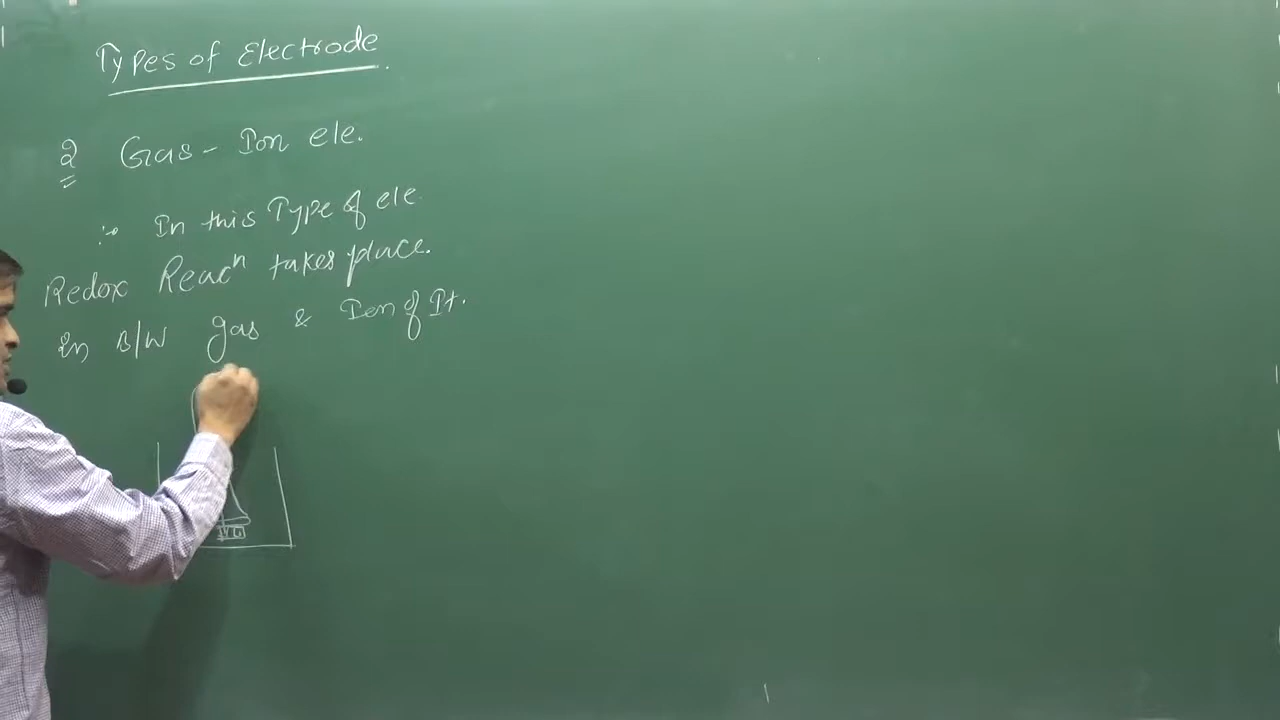 Types of Electrode
2 Gas - Ion ele.
:→ In this Type of ele.
Redox Reacⁿ takes place.
In B/W gas & Ion of It.